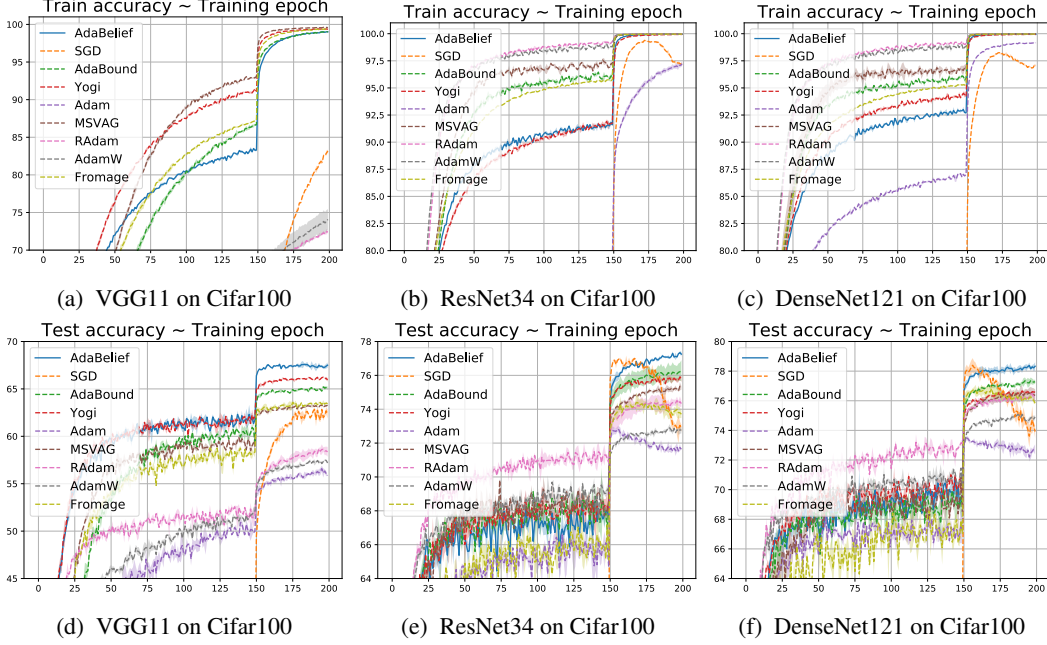 Train accuracy ~ Training epoch
Train accuracy ~ Training epoch
Train accuracy ~ Training epoch
100
95
90
85
80
75
70
0 25 50 75 100 125 150 175 200
AdaBelief
SGD
AdaBound
Yogi
Adam
MSVAG
RAdam
AdamW
Fromage
100.0
97.5
95.0
92.5
90.0
87.5
85.0
82.5
80.0
0 25 50 75 100 125 150 175 200
AdaBelief
SGD
AdaBound
Yogi
Adam
MSVAG
RAdam
AdamW
Fromage
100.0
97.5
95.0
92.5
90.0
87.5
85.0
82.5
80.0
0 25 50 75 100 125 150 175 200
AdaBelief
SGD
AdaBound
Yogi
Adam
MSVAG
RAdam
AdamW
Fromage
(a) VGG11 on Cifar100
(b) ResNet34 on Cifar100
(c) DenseNet121 on Cifar100
Test accuracy ~ Training epoch
Test accuracy ~ Training epoch
Test accuracy ~ Training epoch
70
65
60
55
50
45
0 25 50 75 100 125 150 175 200
AdaBelief
SGD
AdaBound
Yogi
Adam
MSVAG
RAdam
AdamW
Fromage
78
76
74
72
70
68
66
64
0 25 50 75 100 125 150 175 200
AdaBelief
SGD
AdaBound
Yogi
Adam
MSVAG
RAdam
AdamW
Fromage
80
78
76
74
72
70
68
66
64
0 25 50 75 100 125 150 175 200
AdaBelief
SGD
AdaBound
Yogi
Adam
MSVAG
RAdam
AdamW
Fromage
(d) VGG11 on Cifar100
(e) ResNet34 on Cifar100
(f) DenseNet121 on Cifar100